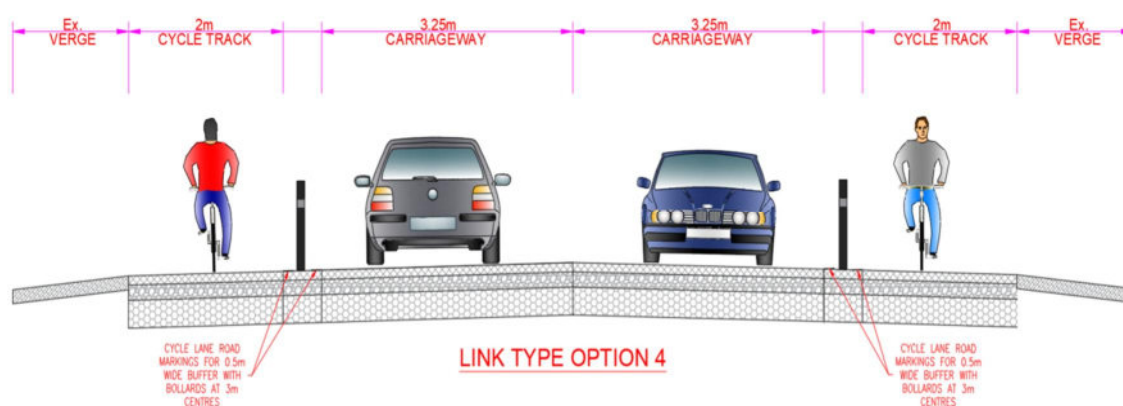 Ex.
VERGE
2m
CYCLE TRACK
3.25m
CARRIAGEWAY
3.25m
CARRIAGEWAY
2m
CYCLE TRACK
Ex.
VERGE
CYCLE LANE ROAD
MARKINGS FOR 0.5m
WIDE BUFFER WITH
BOLLARDS AT 3m
CENTRES
LINK TYPE OPTION 4
CYCLE LANE ROAD
MARKINGS FOR 0.5m
WIDE BUFFER WITH
BOLLARDS AT 3m
CENTRES